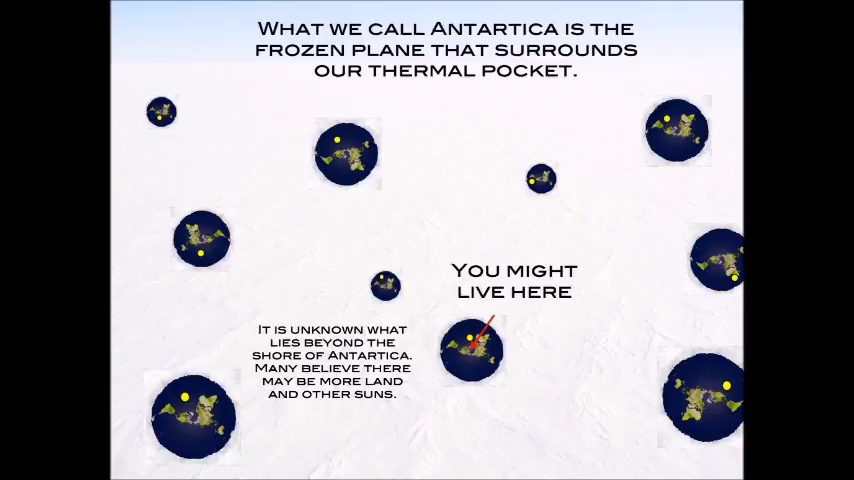 What we call Antartica is the
frozen plane that surrounds
our thermal pocket.
You might
live here
It is unknown what
lies beyond the
shore of Antartica.
Many believe there
may be more land
and other suns.